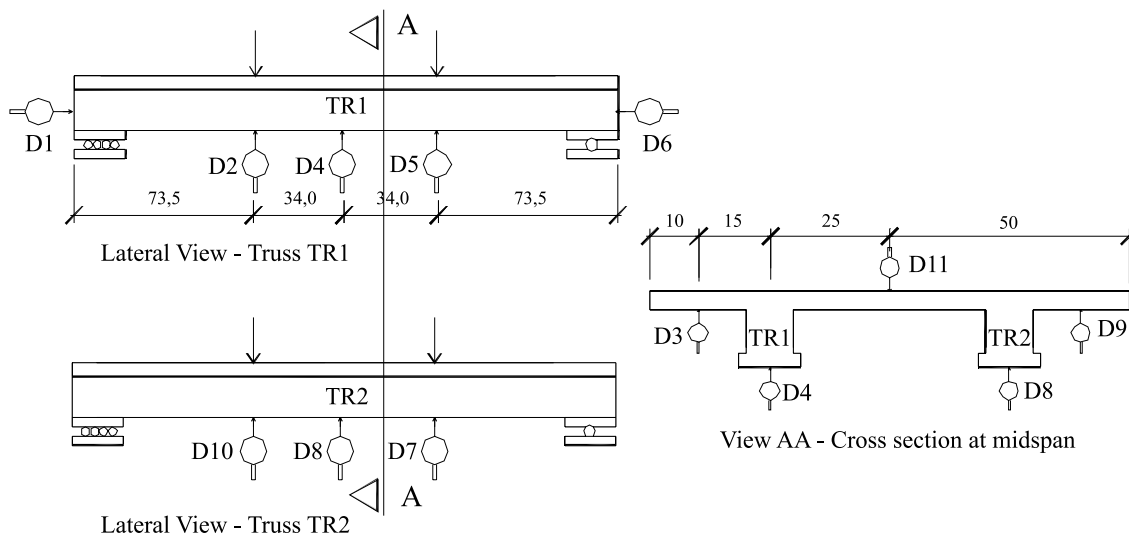 A
TR1
D1
D6
D2
D4
D5
73,5
34,0
34,0
73,5
Lateral View - Truss TR1
TR2
D10
D8
D7
A
Lateral View - Truss TR2
10
15
25
50
D11
D3
TR1
TR2
D9
D4
D8
View AA - Cross section at midspan